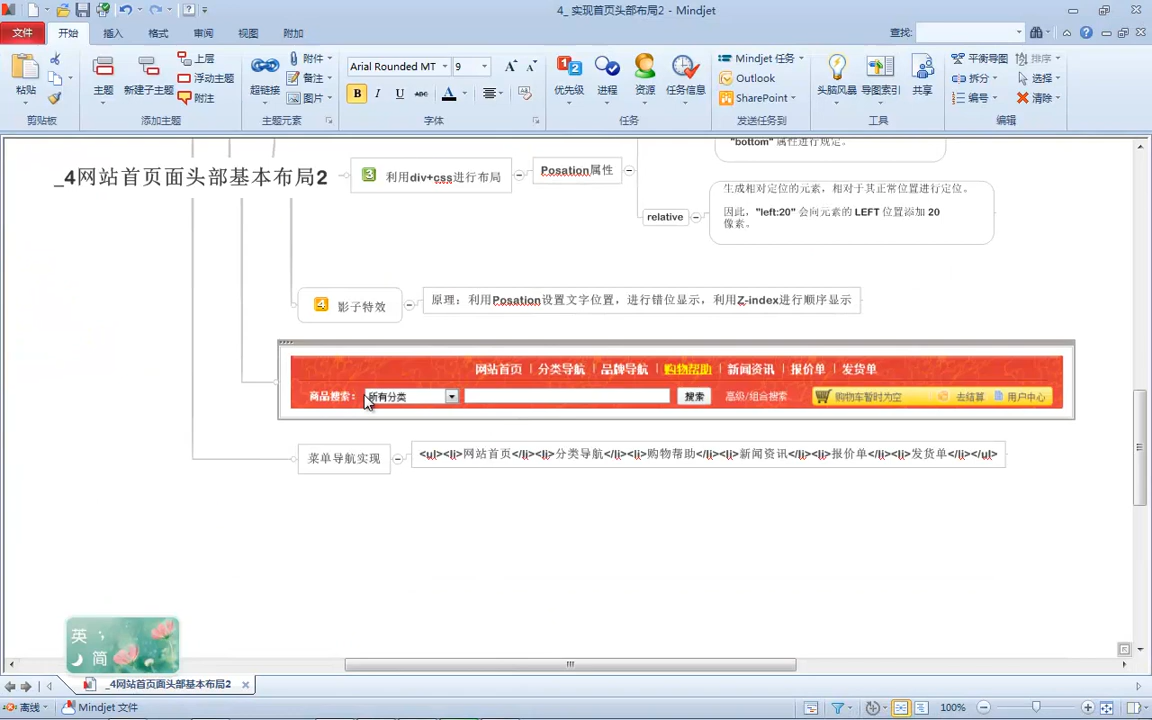 4_ 实现首页头部布局2 - Mindjet
文件 开始 插入 格式 审阅 视图 附加 查找:
粘贴 主题 新建子主题 上层 浮动主题 附注 超链接 附件 备注 图片
Arial Rounded MT 9
B I U ABC A
优先级 进程 资源 任务信息 Mindjet 任务 Outlook SharePoint
头脑风暴 导图索引 共享 平衡导图 排序 拆分 选择 编号 清除
剪贴板 添加主题 主题元素 字体 任务 发送任务到 工具 编辑
"bottom" 属性进行规定。
_4网站首页面头部基本布局2
3 利用div+css进行布局
Posation属性
relative
生成相对定位的元素，相对于其正常位置进行定位。
因此，"left:20" 会向元素的 LEFT 位置添加 20
像素。
4 影子特效
原理：利用Posation设置文字位置，进行错位显示，利用Z-index进行顺序显示
网站首页 | 分类导航 | 品牌导航 | 购物帮助 | 新闻资讯 | 报价单 | 发货单
商品搜索： 所有分类 搜索 高级/组合搜索 购物车暂时为空 去结算 用户中心
菜单导航实现
<ul><li>网站首页</li><li>分类导航</li><li>购物帮助</li><li>新闻资讯</li><li>报价单</li><li>发货单</li></ul>
英 ，
简
_4网站首页面头部基本布局2
离线 Mindjet 文件 100%